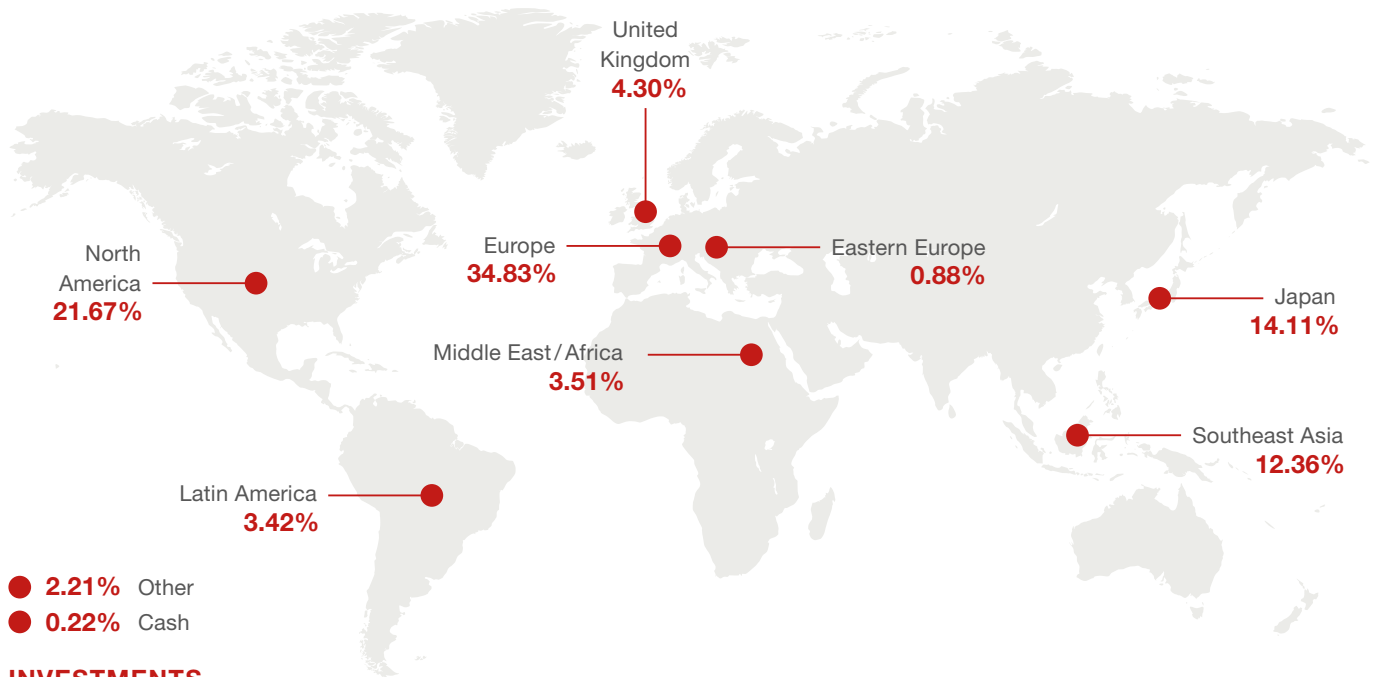 United
Kingdom
4.30%
North
America
21.67%
Europe
34.83%
Eastern Europe
0.88%
Japan
14.11%
Middle East/Africa
3.51%
Southeast Asia
12.36%
Latin America
3.42%
2.21% Other
0.22% Cash
INVESTMENTS